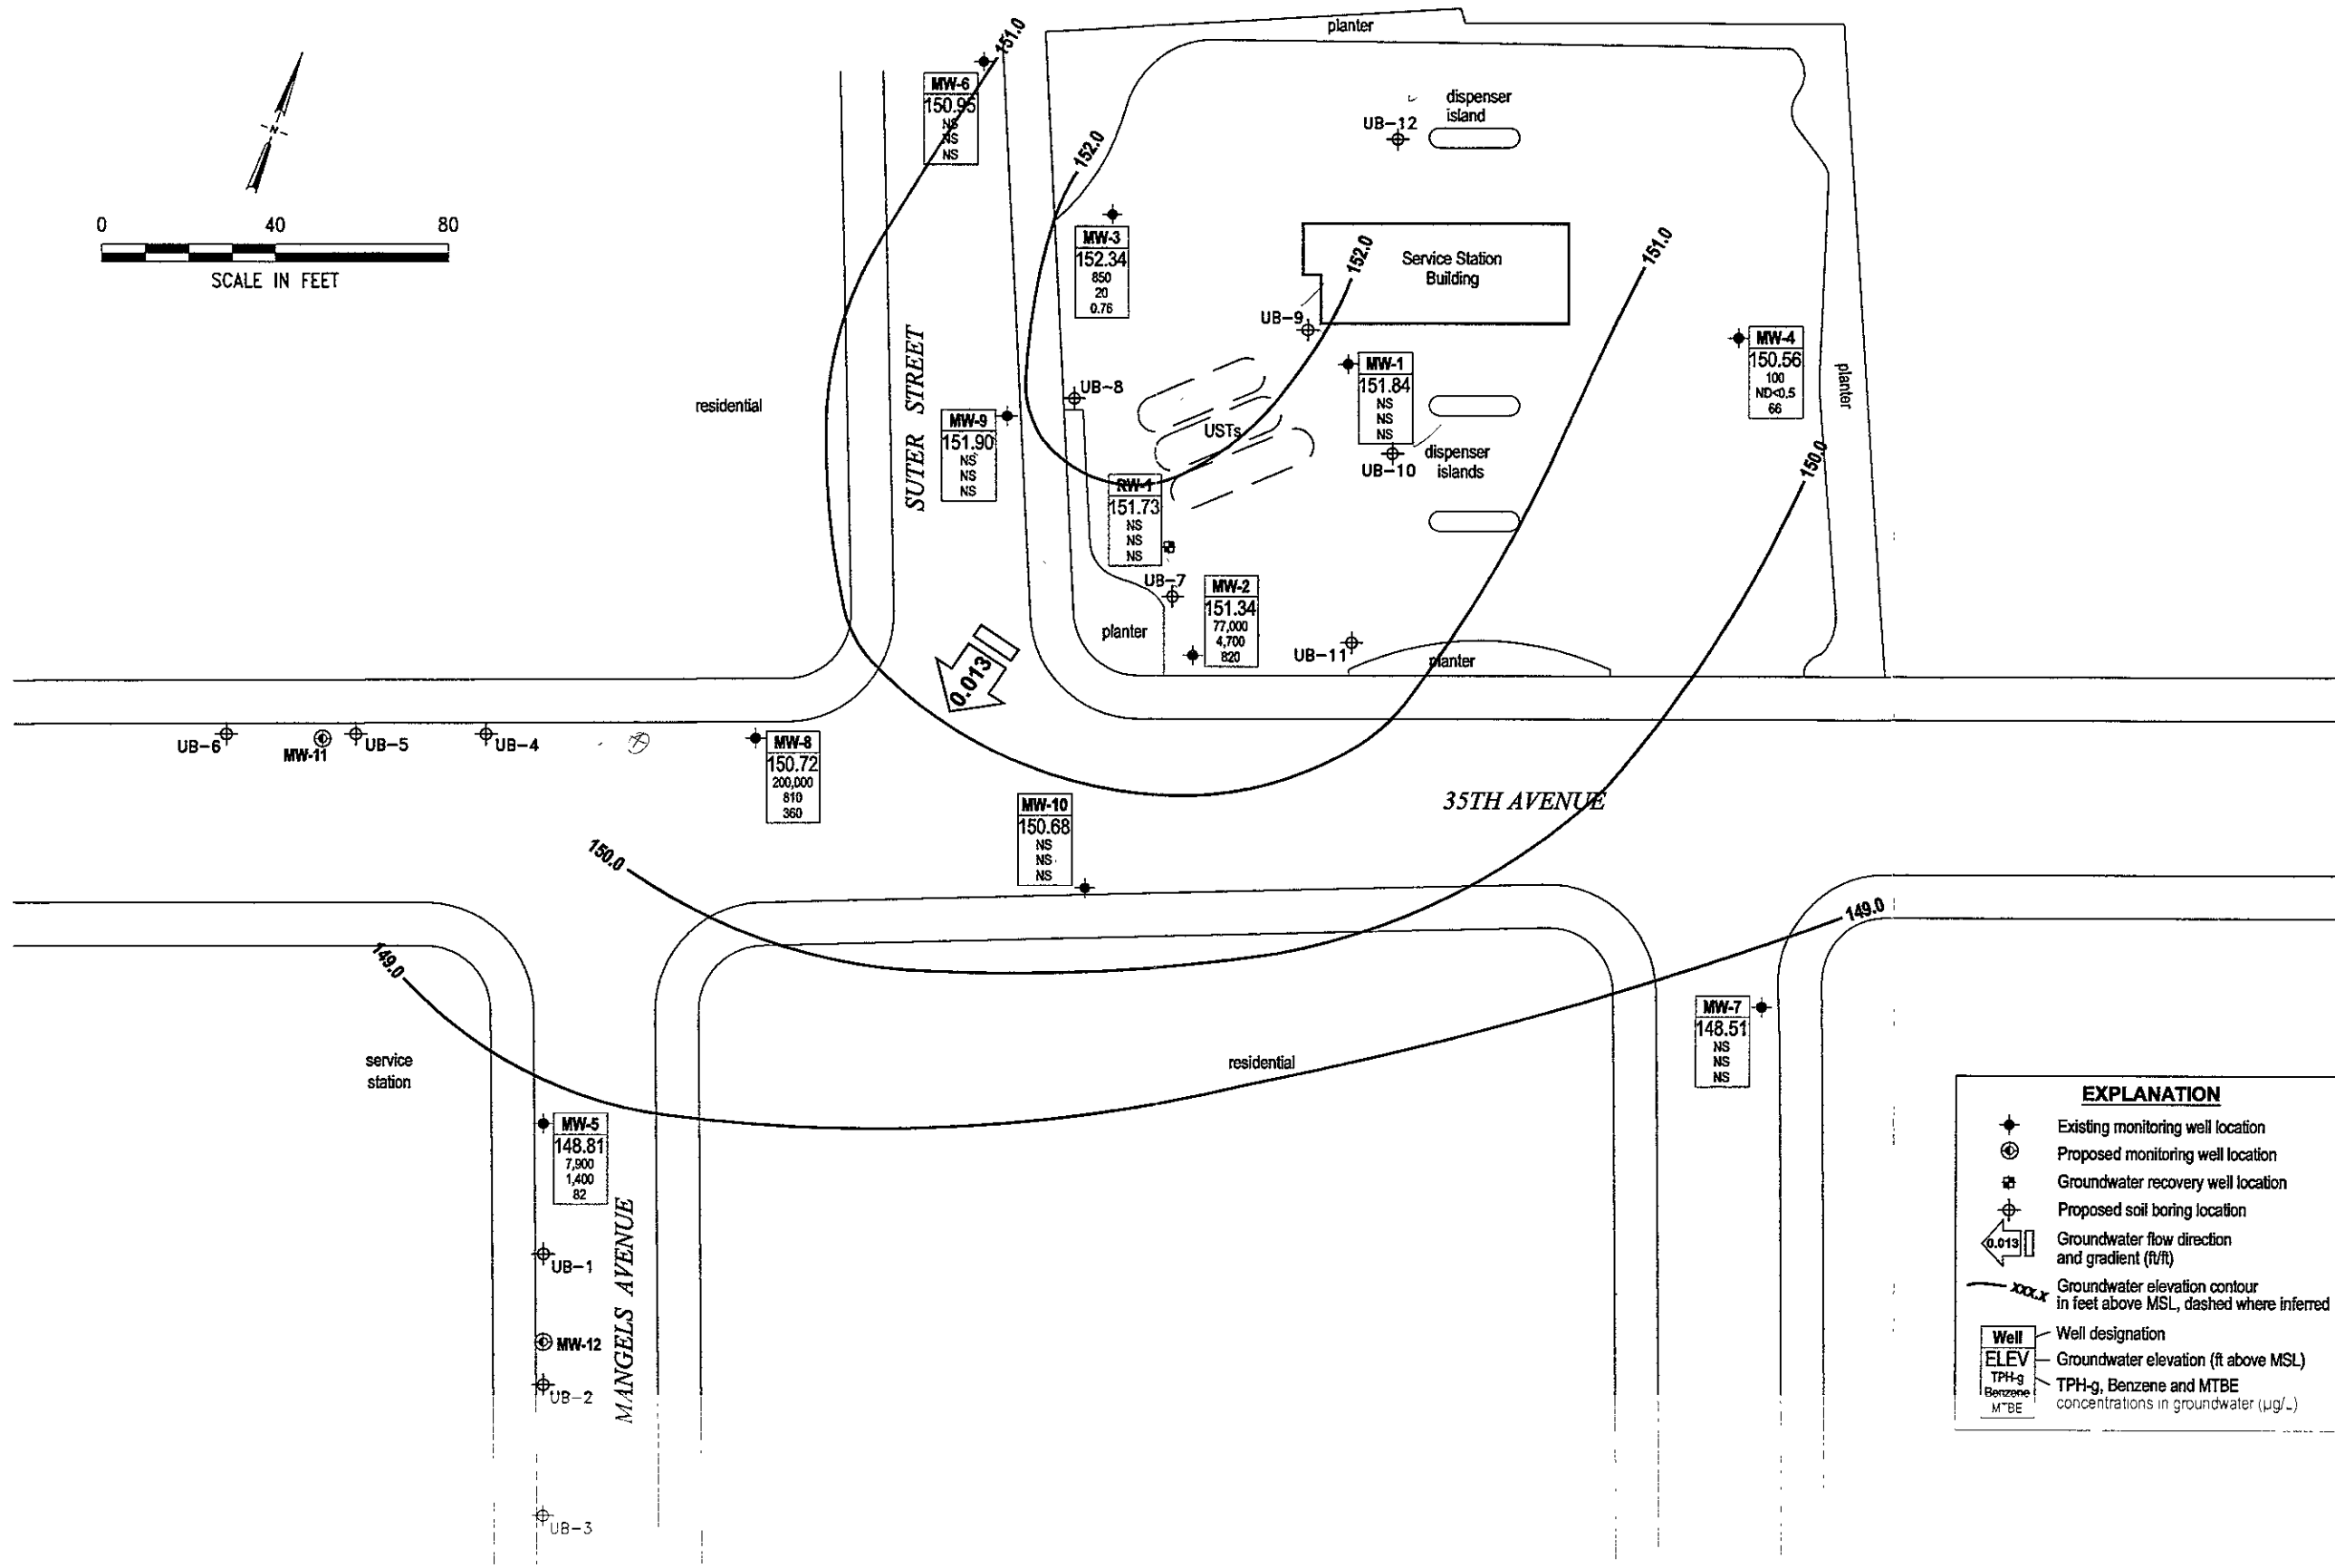 planter
151.0
MW-6
150.95
NS
NS
NS
N
0 40 80
SCALE IN FEET
152.0
dispenser
island
UB-12
MW-3
152.34
850
20
0.76
152.0
Service Station
Building
151.0
UB-9
MW-4
150.56
100
ND<0.5
66
planter
SUTER STREET
residential
UB-8
MW-1
151.84
NS
NS
NS
MW-9
151.90
NS
NS
NS
USTs
UB-10
dispenser
islands
150.0
RW-1
151.73
NS
NS
NS
UB-7
MW-2
151.34
77,000
4,700
820
planter
UB-11
planter
0.013
UB-6
MW-11
UB-5
UB-4
MW-8
150.72
200,000
810
360
MW-10
150.68
NS
NS
NS
35TH AVENUE
150.0
149.0
149.0
service
station
residential
MW-7
148.51
NS
NS
NS
MW-5
148.81
7,900
1,400
82
UB-1
MW-12
UB-2
UB-3
MANGELS AVENUE
EXPLANATION
Existing monitoring well location
Proposed monitoring well location
Groundwater recovery well location
Proposed soil boring location
0.013
Groundwater flow direction
and gradient (ft/ft)
XXX.X
Groundwater elevation contour
in feet above MSL, dashed where inferred
Well
Well designation
ELEV
Groundwater elevation (ft above MSL)
TPH-g
Benzene
MTBE
TPH-g, Benzene and MTBE
concentrations in groundwater (µg/L)